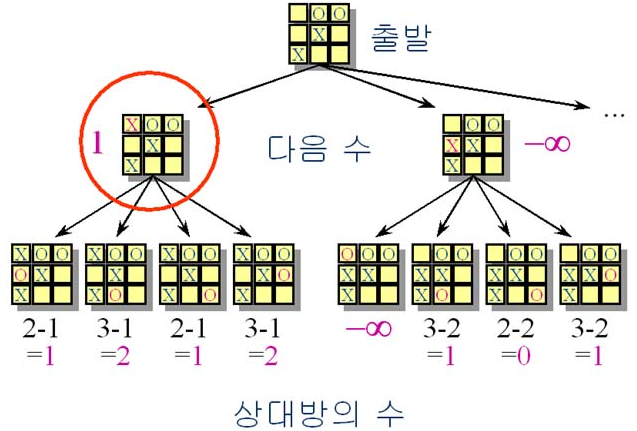 O O
X
X
출발
...
X O O
X
X
1
다음 수
O O
X X
X
−∞
X O O
O X
X
X O O
X
X O
X O O
X
X O
X O O
X O
X
O O O
X X
X
O O
X X
X O
O O
X X
X O
O O
X X O
X
2-1
=1
3-1
=2
2-1
=1
3-1
=2
−∞
3-2
=1
2-2
=0
3-2
=1
상대방의 수